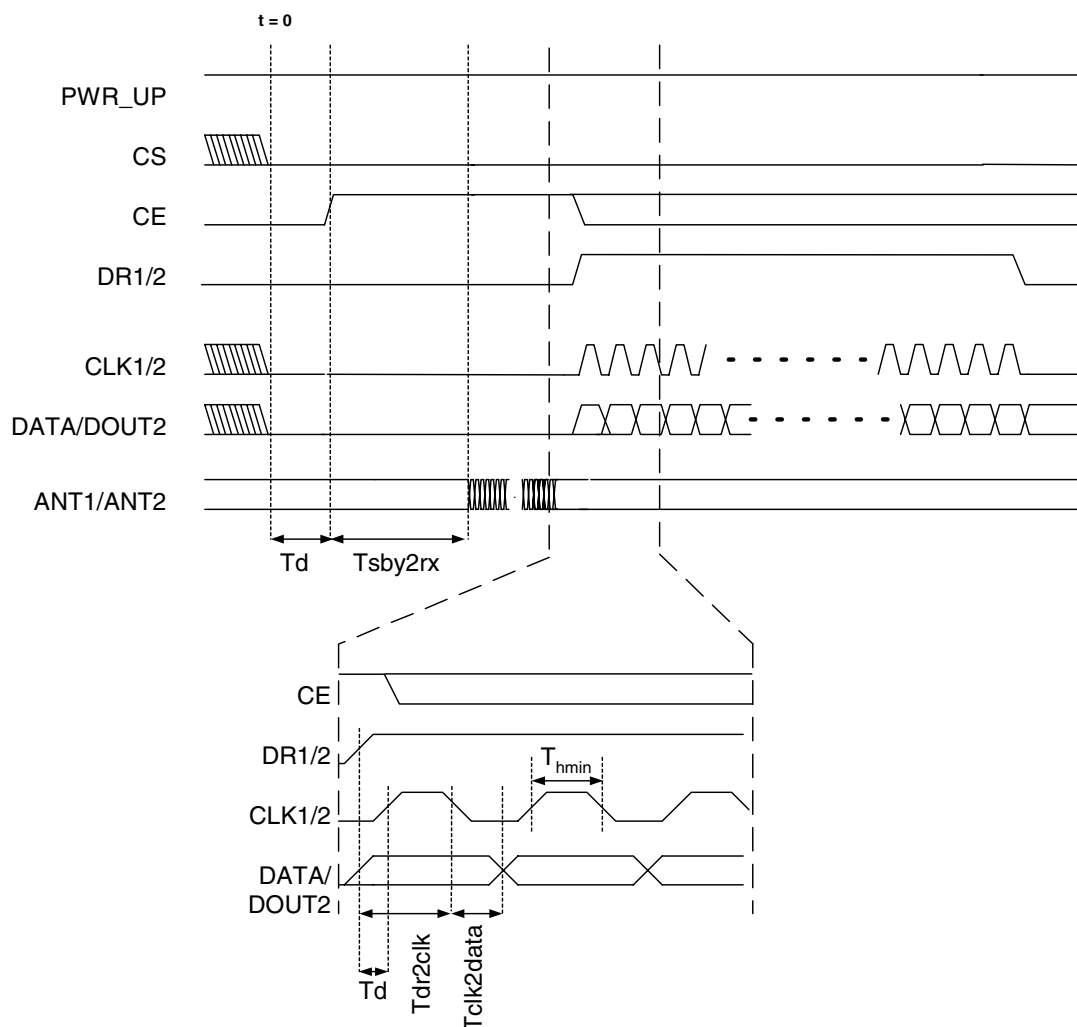 t = 0
PWR_UP
CS
CE
DR1/2
CLK1/2
DATA/DOUT2
ANT1/ANT2
Td
Tsby2rx
CE
DR1/2
Thmin
CLK1/2
DATA/
DOUT2
Td
Tdr2clk
Tclk2data